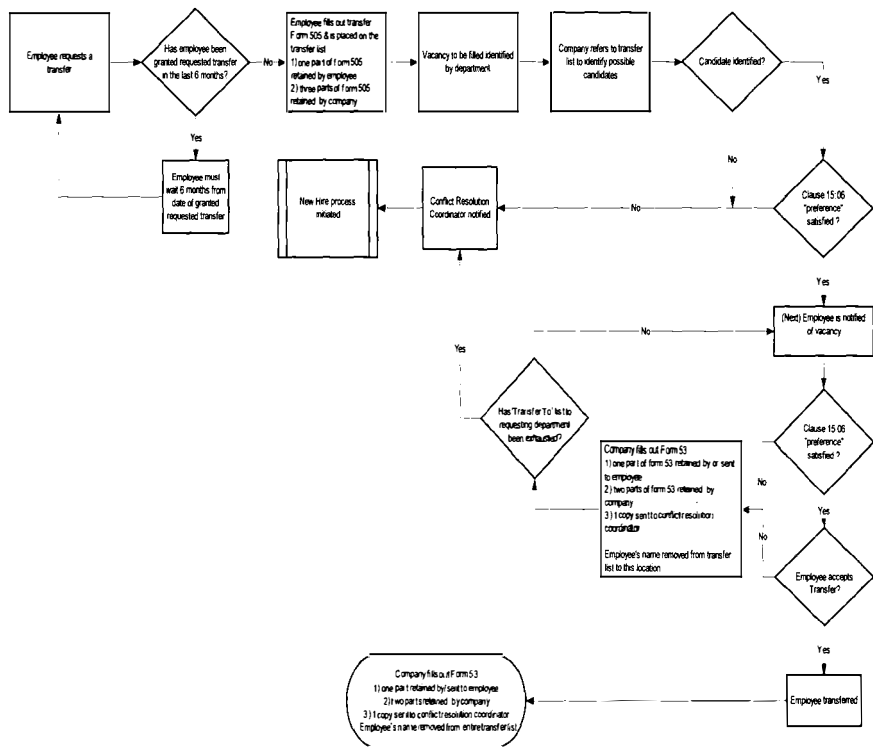 Employee requests a
transfer
Has employee been
granted requested transfer
in the last 6 months?
No
Employee fills out transfer
Form 505 & is placed on the
transfer list
1) one part of form 505
retained by employee
2) three parts of form 505
retained by company
Vacancy to be filled identified
by department
Company refers to transfer
list to identify possible
candidates
Candidate identified?
Yes
Yes
Employee must
wait 6 months from
date of granted
requested transfer
New Hire process
initiated
Conflict Resolution
Coordinator notified
No
No
Clause 15:06
"preference"
satisfied ?
Yes
(Next) Employee is notified
of vacancy
No
Yes
Has 'Transfer To' list to
requesting department
been exhausted?
Clause 15 06
"preference"
satisfied ?
Company fills out Form 53
1) one part of form 53 retained by or sent
to employee
2) two parts of form 53 retained by
company
3) 1 copy sent to conflict resolution
coordinator
Employee's name removed from transfer
list to this location
No
Yes
No
Employee accepts
Transfer?
Yes
Employee transferred
Company fills out Form 53
1) one part retained by/sent to employee
2) two parts retained by company
3) 1 copy sent to conflict resolution coordinator
Employee's name removed from entire transfer list